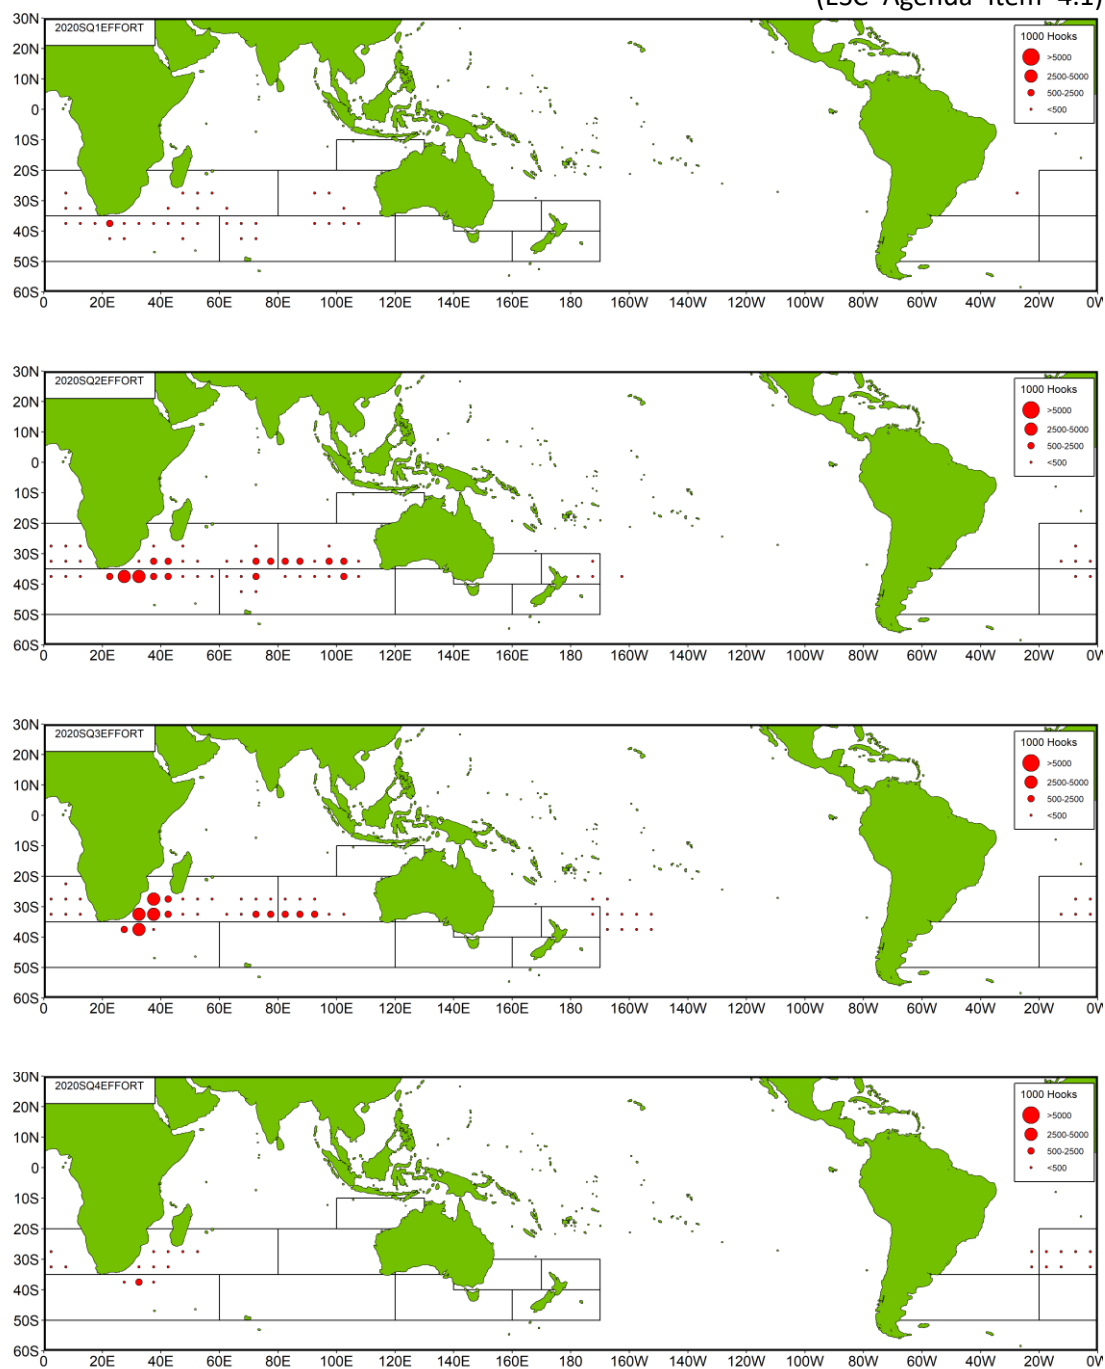 (ESC Agenda item 4.1)
2020SQ1EFFORT
1000 Hooks
>5000
2500-5000
500-2500
<500
30N
20N
10N
0
10S
20S
30S
40S
50S
60S
0 20E 40E 60E 80E 100E 120E 140E 160E 180 160W 140W 120W 100W 80W 60W 40W 20W 0W
2020SQ2EFFORT
1000 Hooks
>5000
2500-5000
500-2500
<500
30N
20N
10N
0
10S
20S
30S
40S
50S
60S
0 20E 40E 60E 80E 100E 120E 140E 160E 180 160W 140W 120W 100W 80W 60W 40W 20W 0W
2020SQ3EFFORT
1000 Hooks
>5000
2500-5000
500-2500
<500
30N
20N
10N
0
10S
20S
30S
40S
50S
60S
0 20E 40E 60E 80E 100E 120E 140E 160E 180 160W 140W 120W 100W 80W 60W 40W 20W 0W
2020SQ4EFFORT
1000 Hooks
>5000
2500-5000
500-2500
<500
30N
20N
10N
0
10S
20S
30S
40S
50S
60S
0 20E 40E 60E 80E 100E 120E 140E 160E 180 160W 140W 120W 100W 80W 60W 40W 20W 0W